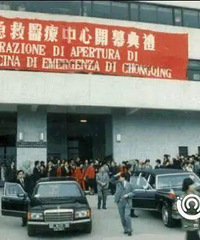 急救醫療中心開幕典禮
RAZIONE DI APERTURA DI
CINA DI EMERGENZA DI CHONGQING